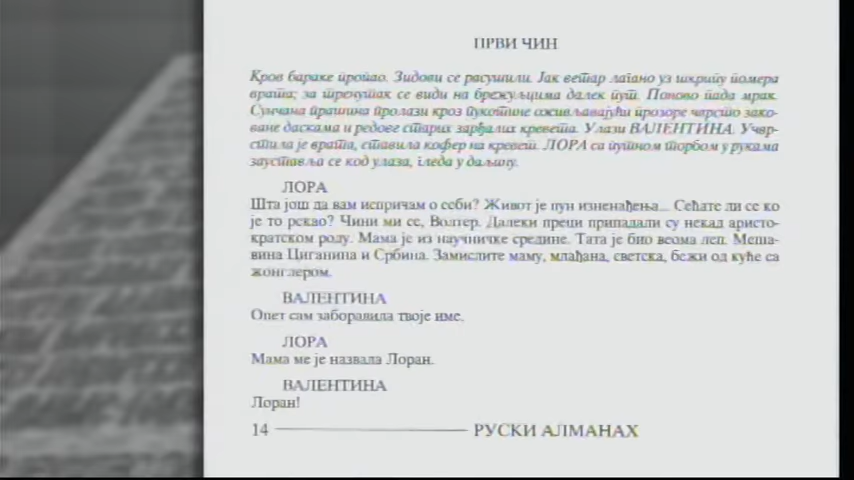 ПРВИ ЧИН
Кров бараке пропао. Зидови се расушили. Јак ветар лагано уз шкрипу помера
врата; за тренутак се види на брежуљцима далек пут. Поново пада мрак.
Сунчана прашина пролази кроз пукотине оживљавајући прозоре чврсто зако-
ване даскама и редове старих зарђалих кревета. Улази ВАЛЕНТИНА. Учвр-
стила је врата, ставила кофер на кревет. ЛОРА са путном торбом у рукама
зауставља се код улаза, гледа у даљину.
ЛОРА
Шта још да вам испричам о себи? Живот је пун изненађења... Сећате ли се ко
је то рекао? Чини ми се, Волтер. Далеки преци припадали су некад аристо-
кратском роду. Мама је из научничке средине. Тата је био веома леп. Меша-
вина Циганина и Србина. Замислите маму, млађана, светска, бежи од куће са
жонглером.
ВАЛЕНТИНА
Опет сам заборавила твоје име.
ЛОРА
Мама ме је назвала Лоран.
ВАЛЕНТИНА
Лоран!
14 РУСКИ АЛМАНАХ